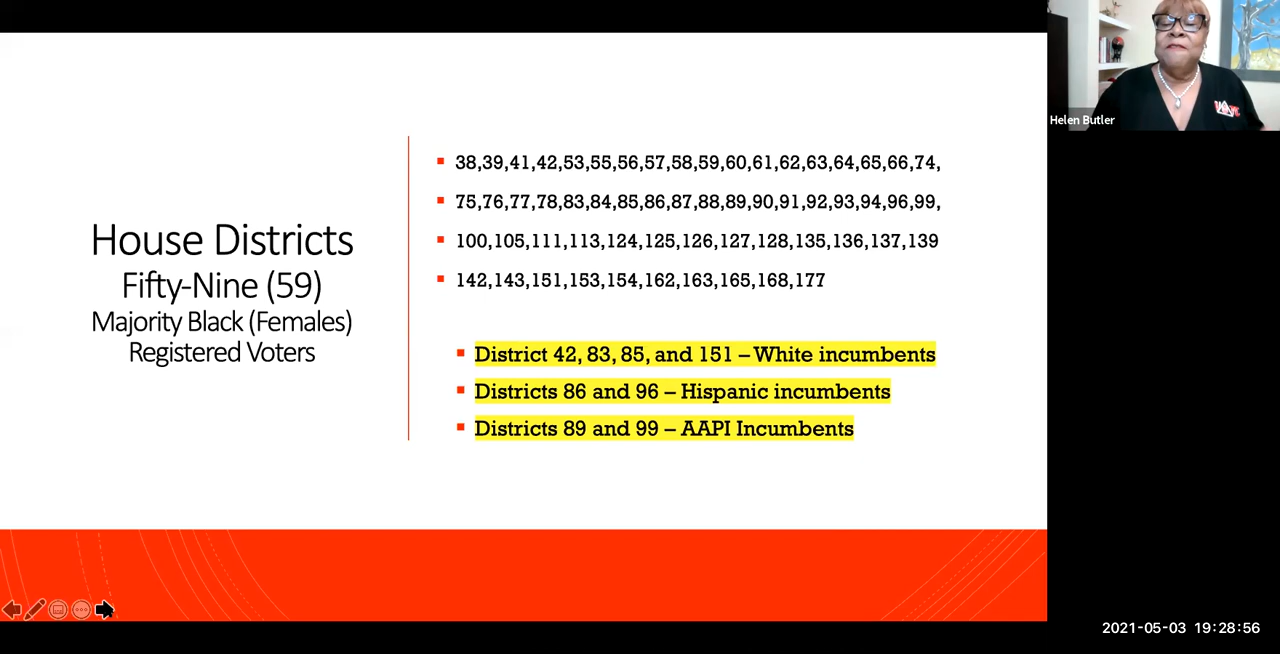 House Districts
Fifty-Nine (59)
Majority Black (Females)
Registered Voters
38,39,41,42,53,55,56,57,58,59,60,61,62,63,64,65,66,74,
75,76,77,78,83,84,85,86,87,88,89,90,91,92,93,94,96,99,
100,105,111,113,124,125,126,127,128,135,136,137,139
142,143,151,153,154,162,163,165,168,177
District 42, 83, 85, and 151 – White incumbents
Districts 86 and 96 – Hispanic incumbents
Districts 89 and 99 – AAPI Incumbents
Helen Butler
2021-05-03 19:28:56